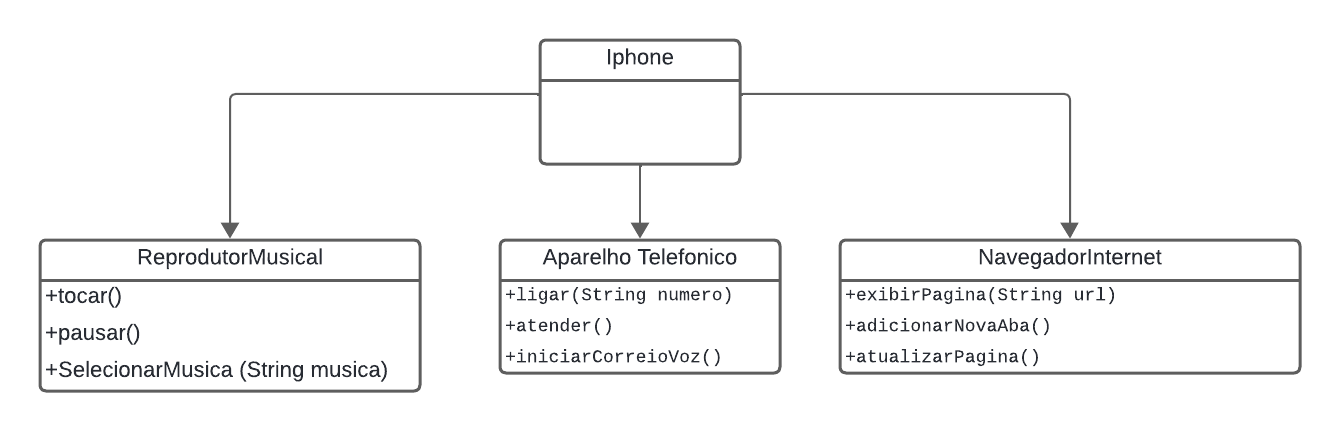 Iphone
ReprodutorMusical
+tocar()
+pausar()
+SelecionarMusica (String musica)
Aparelho Telefonico
+ligar(String numero)
+atender()
+iniciarCorreioVoz()
NavegadorInternet
+exibirPagina(String url)
+adicionarNovaAba()
+atualizarPagina()